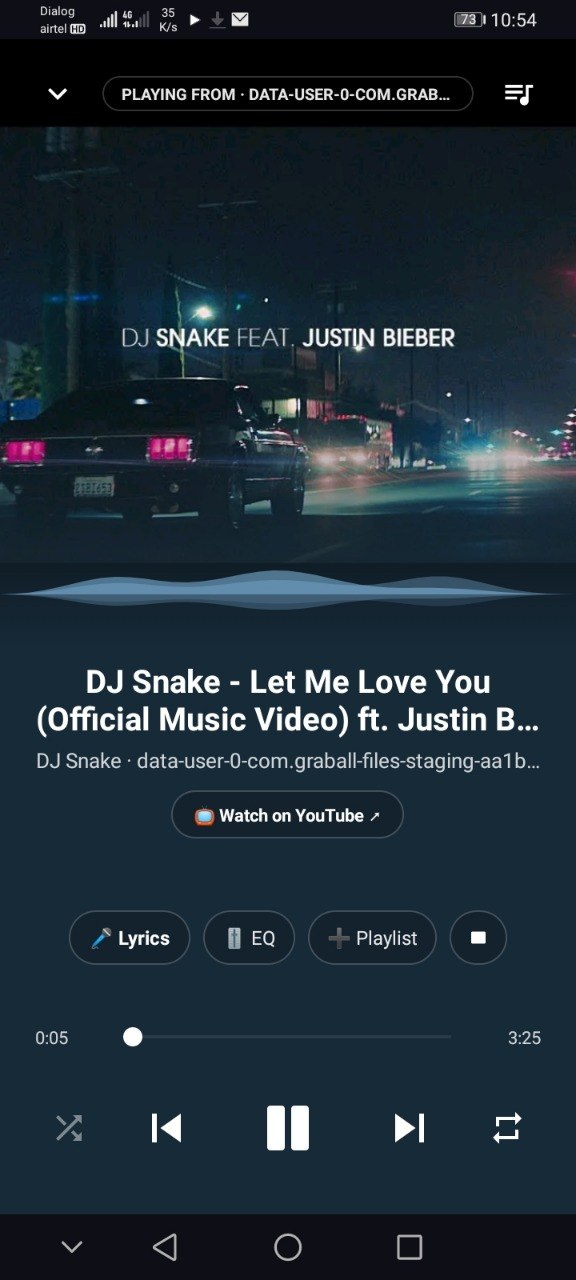 Dialog
airtel HD
4G
35
K/s
73
10:54
PLAYING FROM · DATA-USER-0-COM.GRAB…
DJ SNAKE FEAT. JUSTIN BIEBER
DJ Snake - Let Me Love You
(Official Music Video) ft. Justin B…
DJ Snake · data-user-0-com.graball-files-staging-aa1b…
Watch on YouTube ↗
Lyrics
EQ
Playlist
0:05
3:25